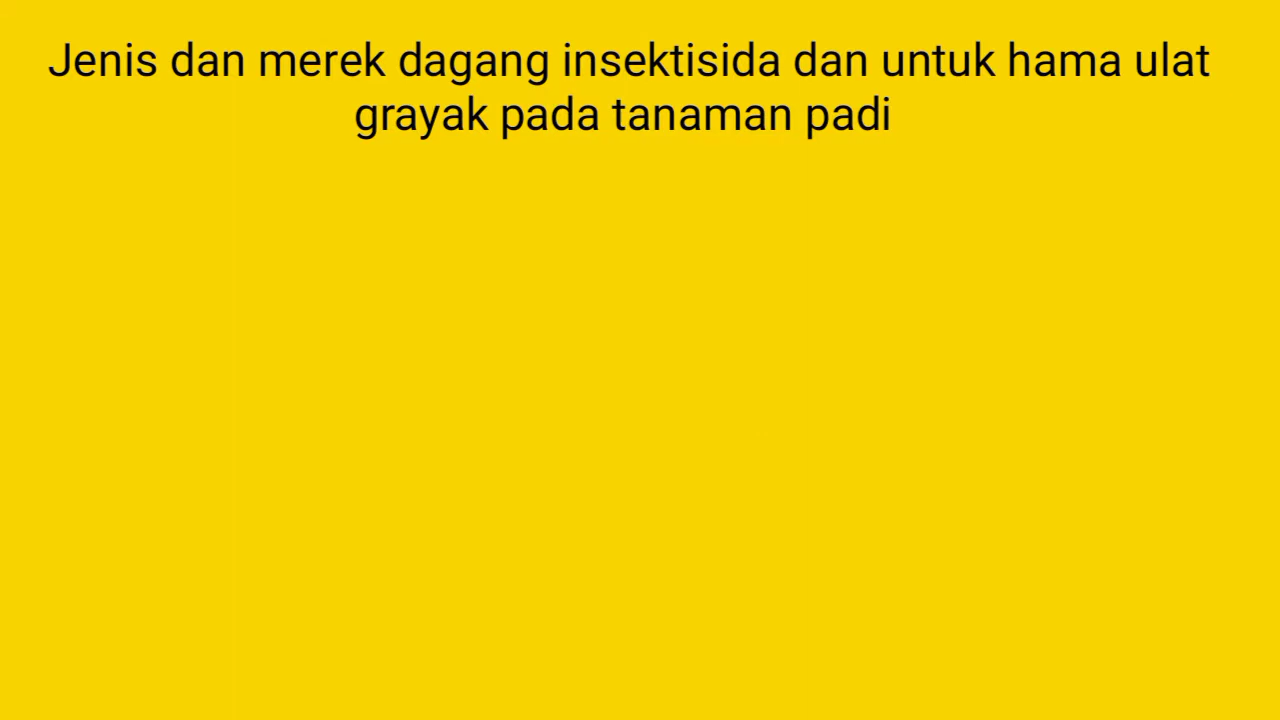 Jenis dan merek dagang insektisida dan untuk hama ulat
grayak pada tanaman padi